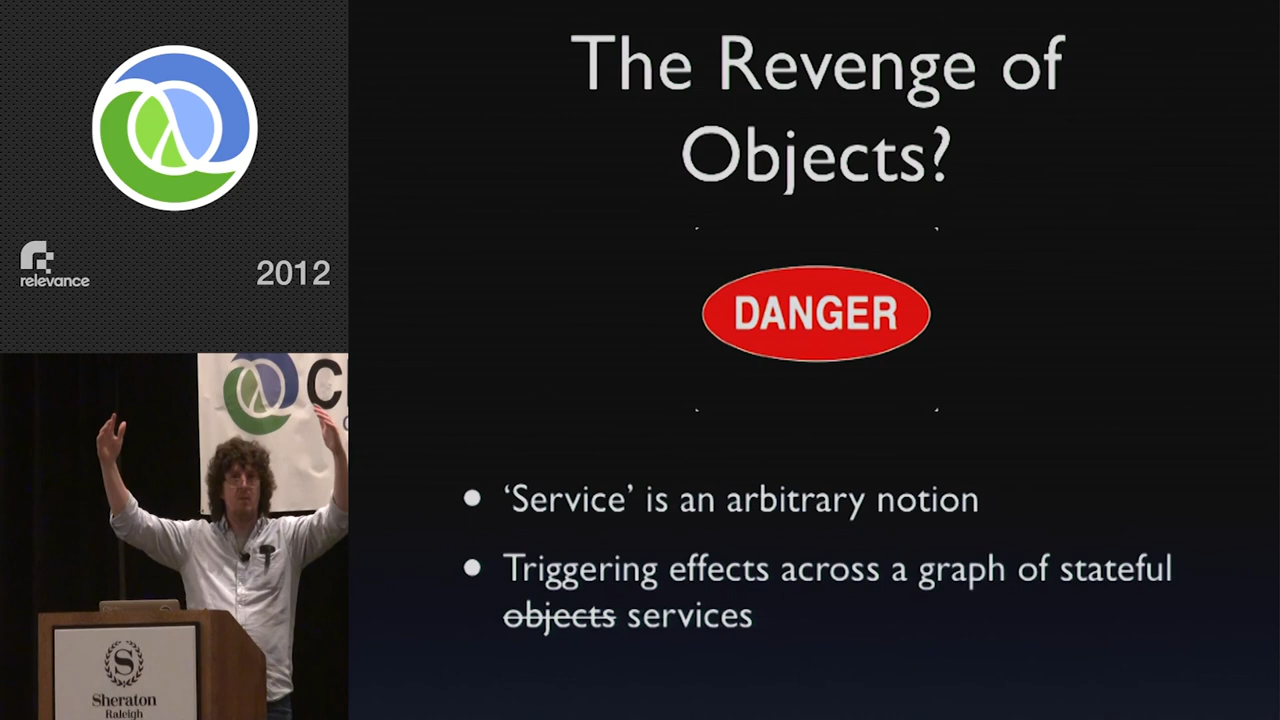 relevance
2012
C
Sheraton
Raleigh
The Revenge of
Objects?
DANGER
‘Service’ is an arbitrary notion
Triggering effects across a graph of stateful
objects services